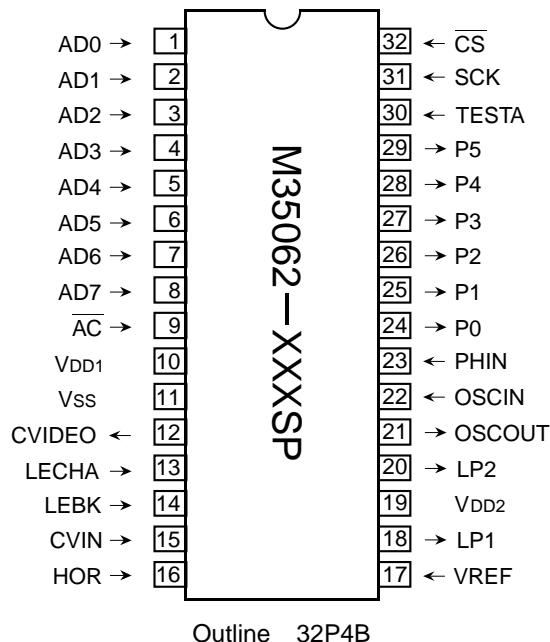 AD0 → 1 32 ← C̅S̅
AD1 → 2 31 ← SCK
AD2 → 3 30 ← TESTA
AD3 → 4 29 → P5
AD4 → 5 28 → P4
AD5 → 6 27 → P3
AD6 → 7 26 → P2
AD7 → 8 25 → P1
A̅C̅ → 9 24 → P0
VDD1 10 23 ← PHIN
VSS 11 22 ← OSCIN
CVIDEO ← 12 21 → OSCOUT
LECHA → 13 20 → LP2
LEBK → 14 19 VDD2
CVIN → 15 18 → LP1
HOR → 16 17 ← VREF
M35062–XXXSP
Outline 32P4B